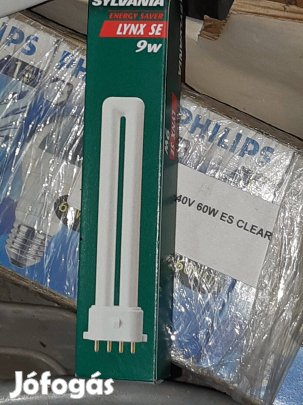 SYLVANIA
ENERGY SAVER
LYNX SE
9w
PHILIPS
PHILIPS
40V 60W ES CLEAR
Jófogás